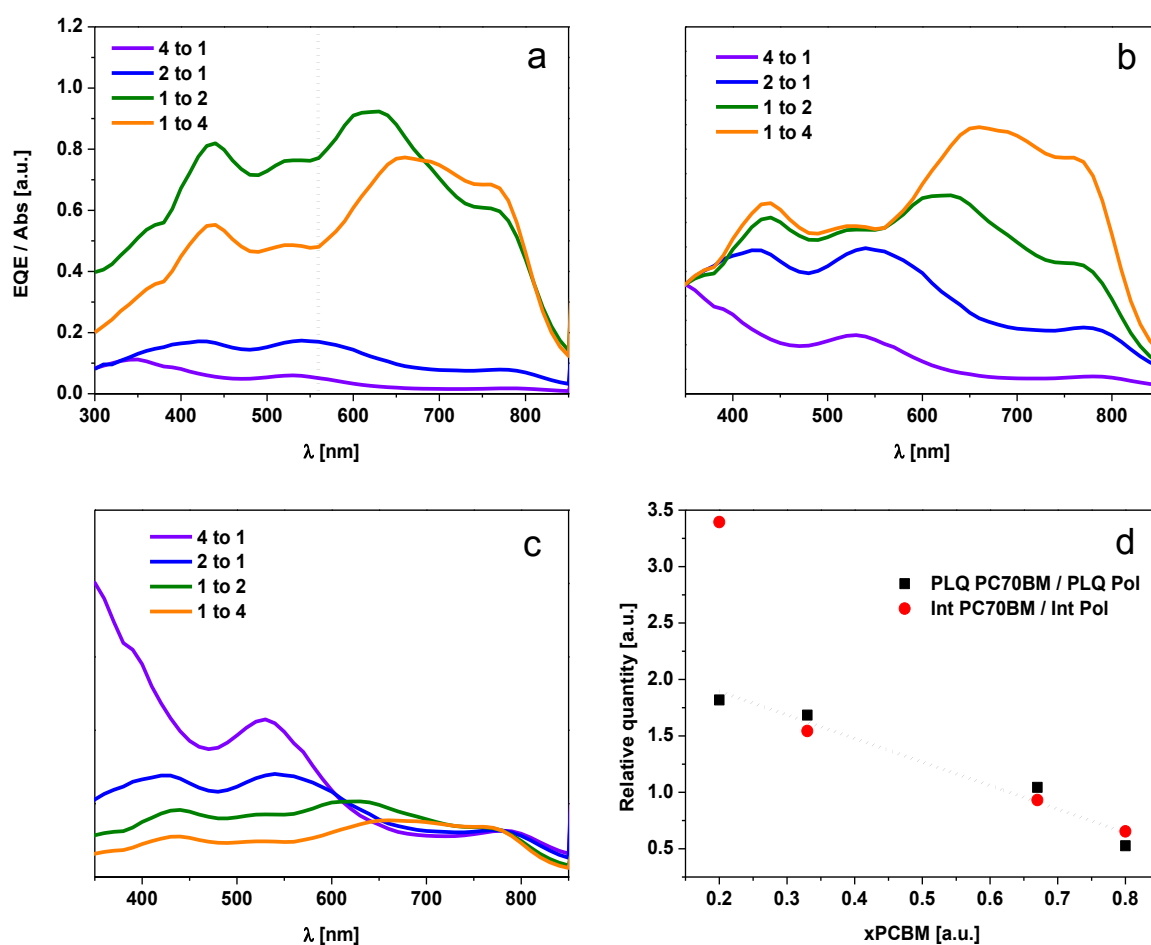 a
4 to 1
2 to 1
1 to 2
1 to 4
EQE / Abs [a.u.]
1.2
1.0
0.8
0.6
0.4
0.2
0.0
300 400 500 600 700 800
λ [nm]
b
4 to 1
2 to 1
1 to 2
1 to 4
400 500 600 700 800
λ [nm]
c
4 to 1
2 to 1
1 to 2
1 to 4
400 500 600 700 800
λ [nm]
d
PLQ PC70BM / PLQ Pol
Int PC70BM / Int Pol
Relative quantity [a.u.]
3.5
3.0
2.5
2.0
1.5
1.0
0.5
0.2 0.3 0.4 0.5 0.6 0.7 0.8
xPCBM [a.u.]